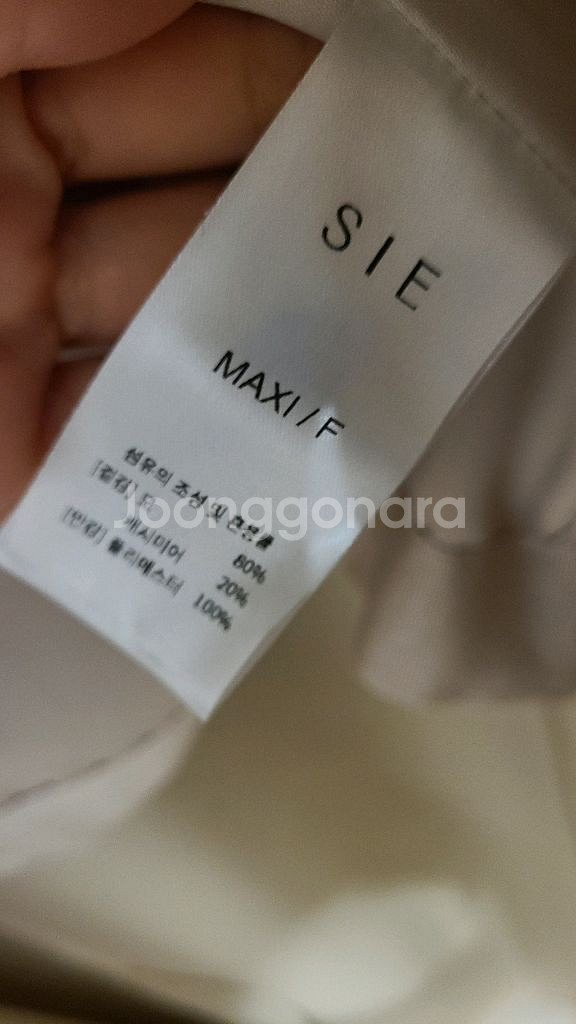 SIE
MAXI / F
섬유의 조성 및 혼용률
[겉감] 80%
캐시미어 20%
[안감] 폴리에스터 100%
Joonggonara